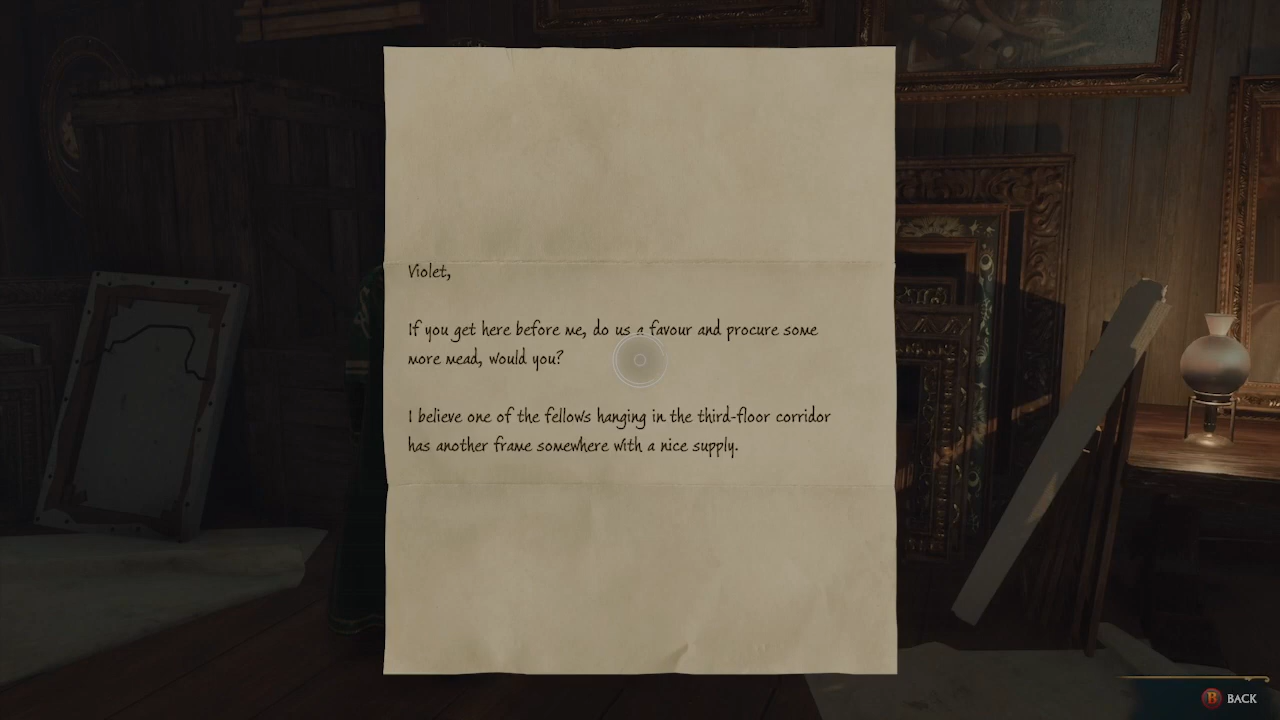 Violet,
If you get here before me, do us a favour and procure some
more mead, would you?
I believe one of the fellows hanging in the third-floor corridor
has another frame somewhere with a nice supply.
B BACK